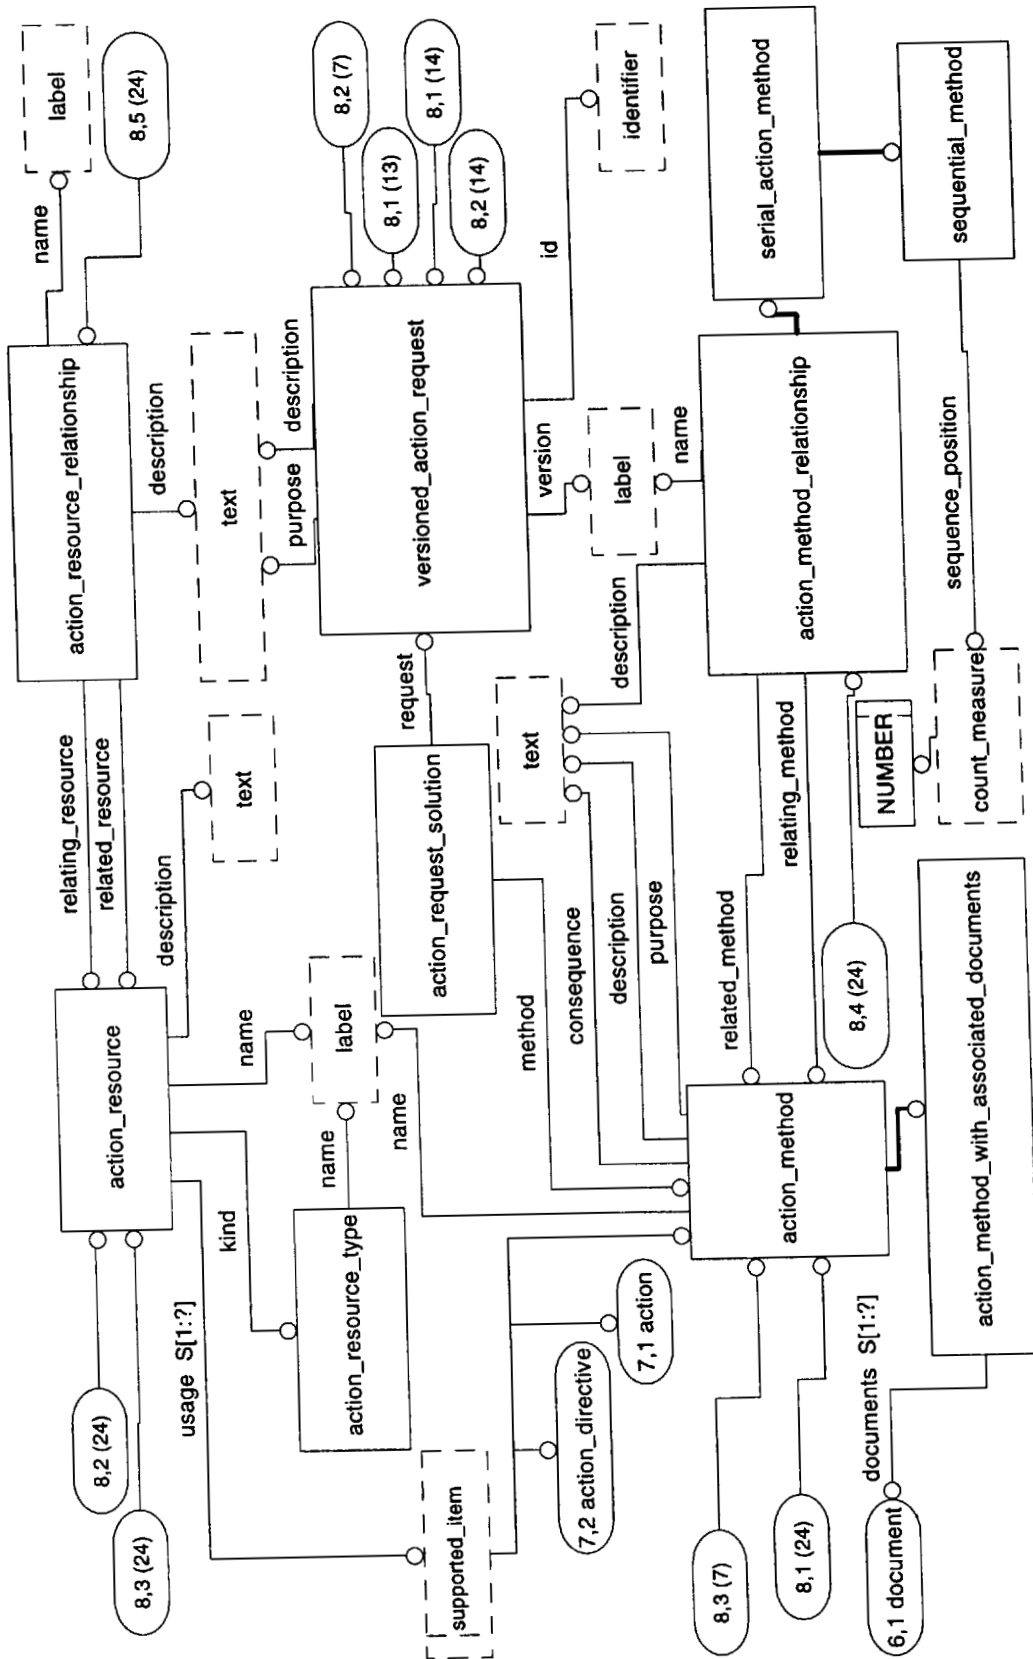 8,2 (24)
8,3 (24)
action_resource
relating_resource
related_resource
action_resource_relationship
name
label
8,5 (24)
usage S[1:?]
kind
name
description
text
description
text
action_resource_type
name
label
name
purpose
description
8,2 (7)
8,1 (13)
8,1 (14)
8,2 (14)
versioned_action_request
request
action_request_solution
supported_item
7,2 action_directive
7,1 action
method
consequence
description
purpose
text
description
version
label
name
id
identifier
8,3 (7)
8,1 (24)
action_method
related_method
relating_method
8,4 (24)
action_method_relationship
serial_action_method
sequential_method
sequence_position
NUMBER
count_measure
documents S[1:?]
6,1 document
action_method_with_associated_documents